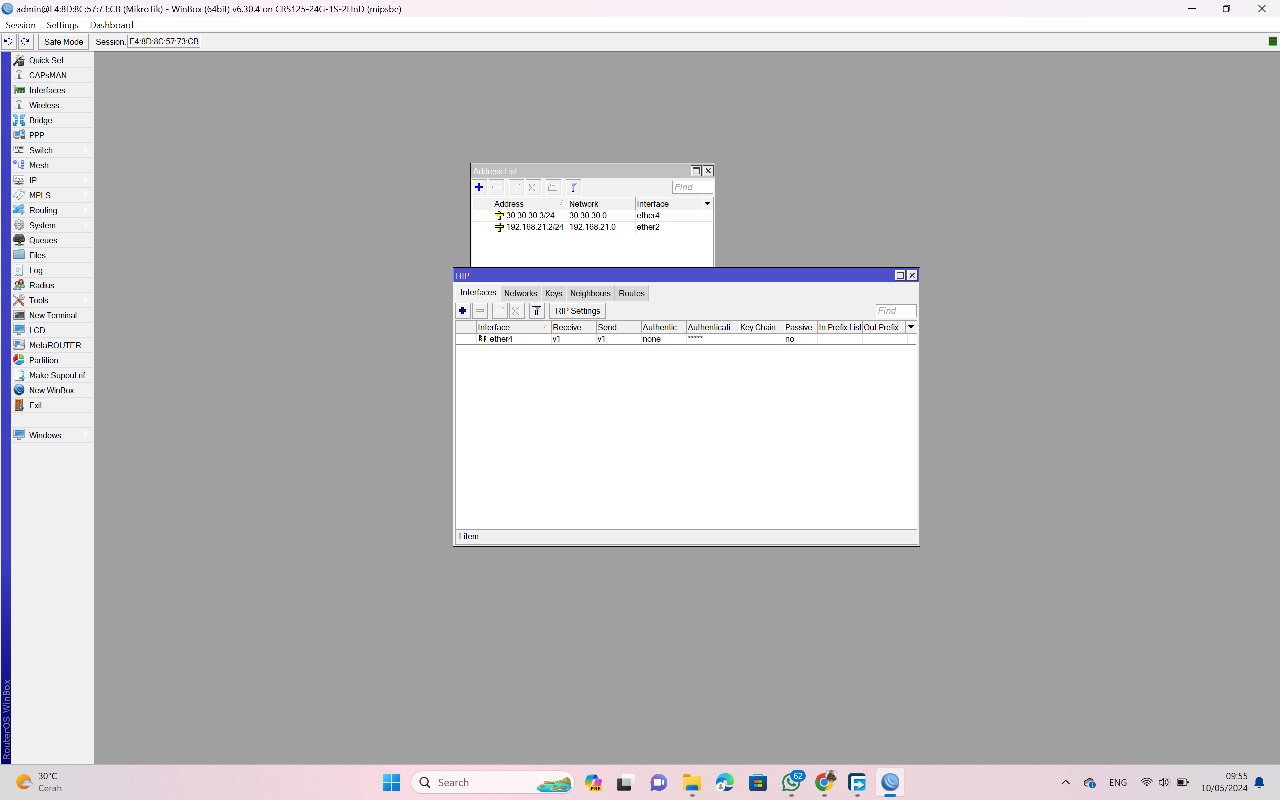 admin@E4:8D:8C:57:73:CB (MikroTik) - WinBox (64bit) v6.30.4 on CRS125-24G-1S-2HnD (mipsbe)
Session Settings Dashboard
Safe Mode Session: E4:8D:8C:57:73:CB
Quick Set
CAPsMAN
Interfaces
Wireless
Bridge
PPP
Switch
Mesh
IP
MPLS
Routing
System
Queues
Files
Log
Radius
Tools
New Terminal
LCD
MetaROUTER
Partition
Make Supout.rif
New WinBox
Exit
Windows
RouterOS WinBox
Address List
Find
Address Network Interface
30.30.30.3/24 30.30.30.0 ether4
192.168.21.2/24 192.168.21.0 ether2
RIP
Interfaces Networks Keys Neighbours Routes
RIP Settings Find
Interface Receive Send Authentic Authenticati Key Chain Passive In Prefix List Out Prefix
ether4 v1 v1 none ***** no
1 item
30°C
Cerah
Search
PRE
62
ENG
09:55
10/05/2024